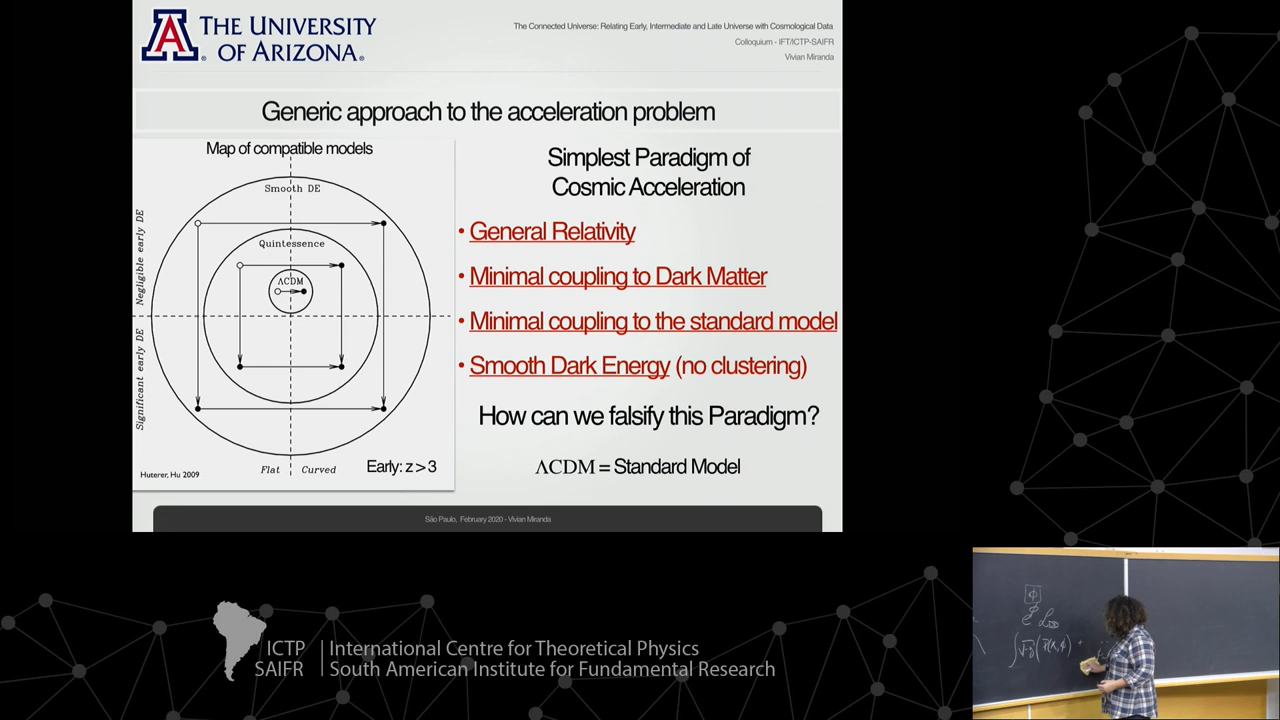 THE UNIVERSITY
OF ARIZONA®
The Connected Universe: Relating Early, Intermediate and Late Universe with Cosmological Data
Colloquium - IFT/ICTP-SAIFR
Vivian Miranda
Generic approach to the acceleration problem
Map of compatible models
Smooth DE
Quintessence
ΛCDM
Negligible early DE
Significant early DE
Flat
Curved
Early: z > 3
Huterer, Hu 2009
Simplest Paradigm of
Cosmic Acceleration
• General Relativity
• Minimal coupling to Dark Matter
• Minimal coupling to the standard model
• Smooth Dark Energy (no clustering)
How can we falsify this Paradigm?
ΛCDM = Standard Model
São Paulo, February 2020 - Vivian Miranda
ICTP
SAIFR
International Centre for Theoretical Physics
South American Institute for Fundamental Research